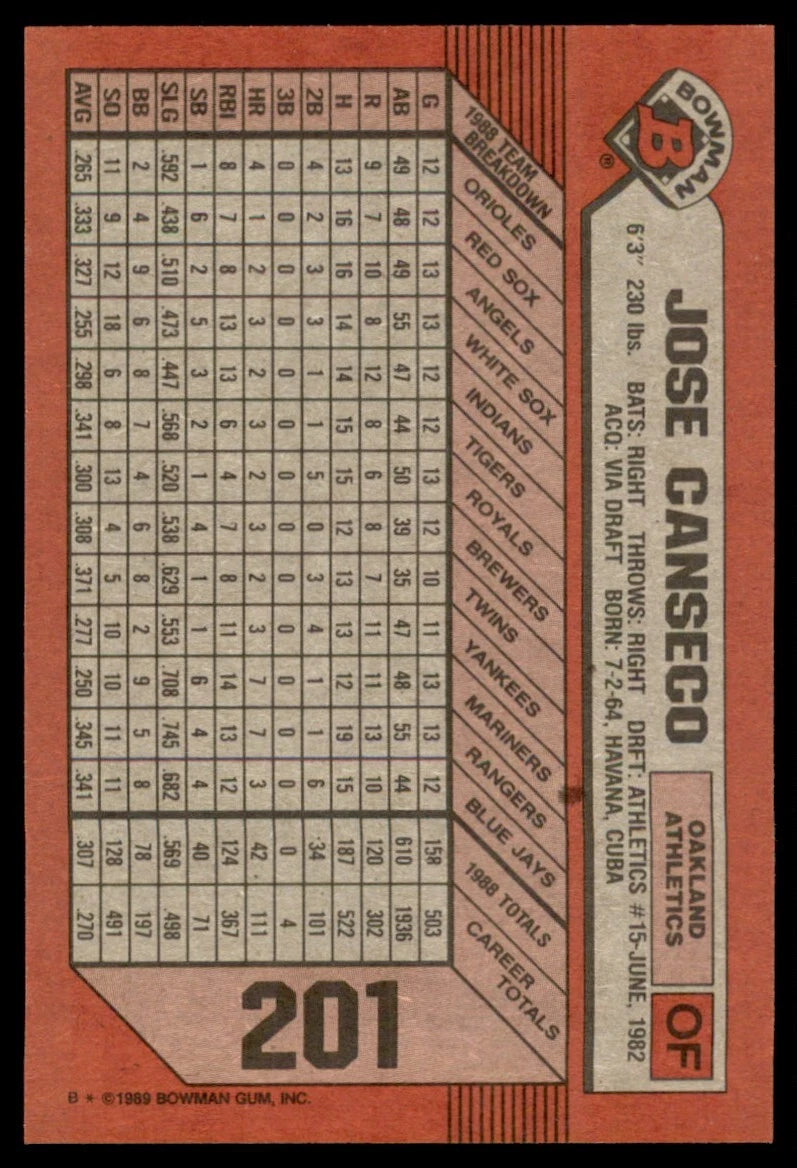 BOWMAN
B
®
JOSE CANSECO
OAKLAND
ATHLETICS
OF
6'3" 230 lbs. BATS: RIGHT THROWS: RIGHT DRFT: ATHLETICS #15-JUNE, 1982
ACQ: VIA DRAFT BORN: 7-2-64, HAVANA, CUBA
1988 TEAM BREAKDOWN ORIOLES RED SOX ANGELS WHITE SOX INDIANS TIGERS ROYALS BREWERS TWINS YANKEES MARINERS RANGERS BLUE JAYS 1988 TOTALS CAREER TOTALS
G 12 12 13 13 12 12 13 12 10 11 13 13 12 158 503
AB 49 48 49 55 47 44 50 39 35 47 48 55 44 610 1936
R 9 7 10 8 12 8 6 8 7 11 11 13 10 120 302
H 13 16 16 14 14 15 15 12 13 13 12 19 15 187 522
2B 4 2 3 3 1 1 5 0 3 4 1 1 6 34 101
3B 0 0 0 0 0 0 0 0 0 0 0 0 0 0 4
HR 4 1 2 3 2 3 2 3 2 3 7 7 3 42 111
RBI 8 7 8 13 13 6 4 7 8 11 14 13 12 124 367
SB 1 6 2 5 3 2 1 4 1 1 6 4 4 40 71
SLG .592 .438 .510 .473 .447 .568 .520 .538 .629 .553 .708 .745 .682 .569 .498
BB 2 4 9 6 8 7 4 6 8 2 9 5 8 78 197
SO 11 9 12 18 6 8 13 4 5 10 10 11 11 128 491
AVG .265 .333 .327 .255 .298 .341 .300 .308 .371 .277 .250 .345 .341 .307 .270
201
B * ©1989 BOWMAN GUM, INC.